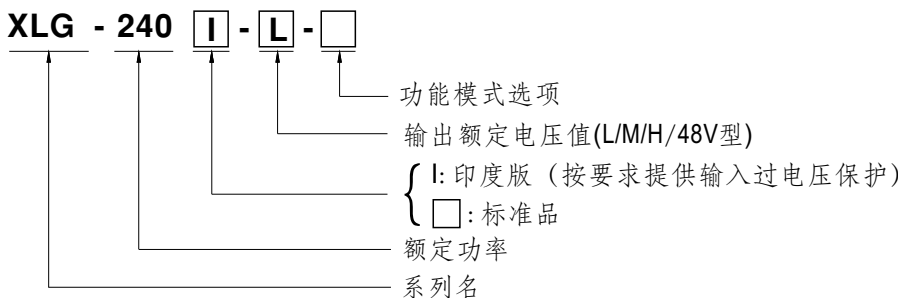 XLG - 240 I - L - □
功能模式选项
输出额定电压值(L/M/H/48V型)
I: 印度版（按要求提供输入过电压保护）
□: 标准品
额定功率
系列名